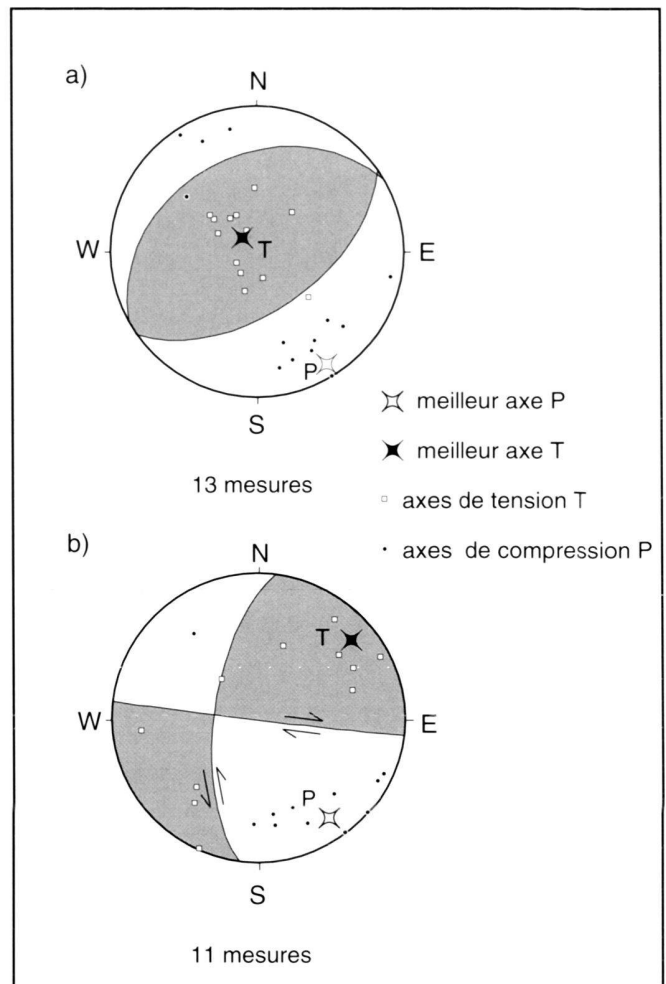 a)
N
W
T
E
P
S
meilleur axe P
meilleur axe T
13 mesures
axes de tension T
b)
axes de compression P
N
T
W
E
P
S
11 mesures